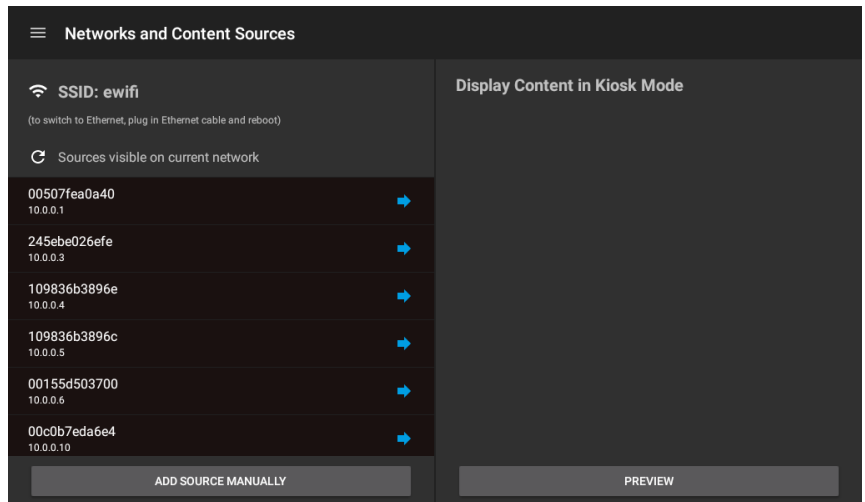 Networks and Content Sources
SSID: ewifi
(to switch to Ethernet, plug in Ethernet cable and reboot)
Sources visible on current network
00507fea0a40
10.0.0.1
245ebe026efe
10.0.0.3
109836b3896e
10.0.0.4
109836b3896c
10.0.0.5
00155d503700
10.0.0.6
00c0b7eda6e4
10.0.0.10
ADD SOURCE MANUALLY
Display Content in Kiosk Mode
PREVIEW